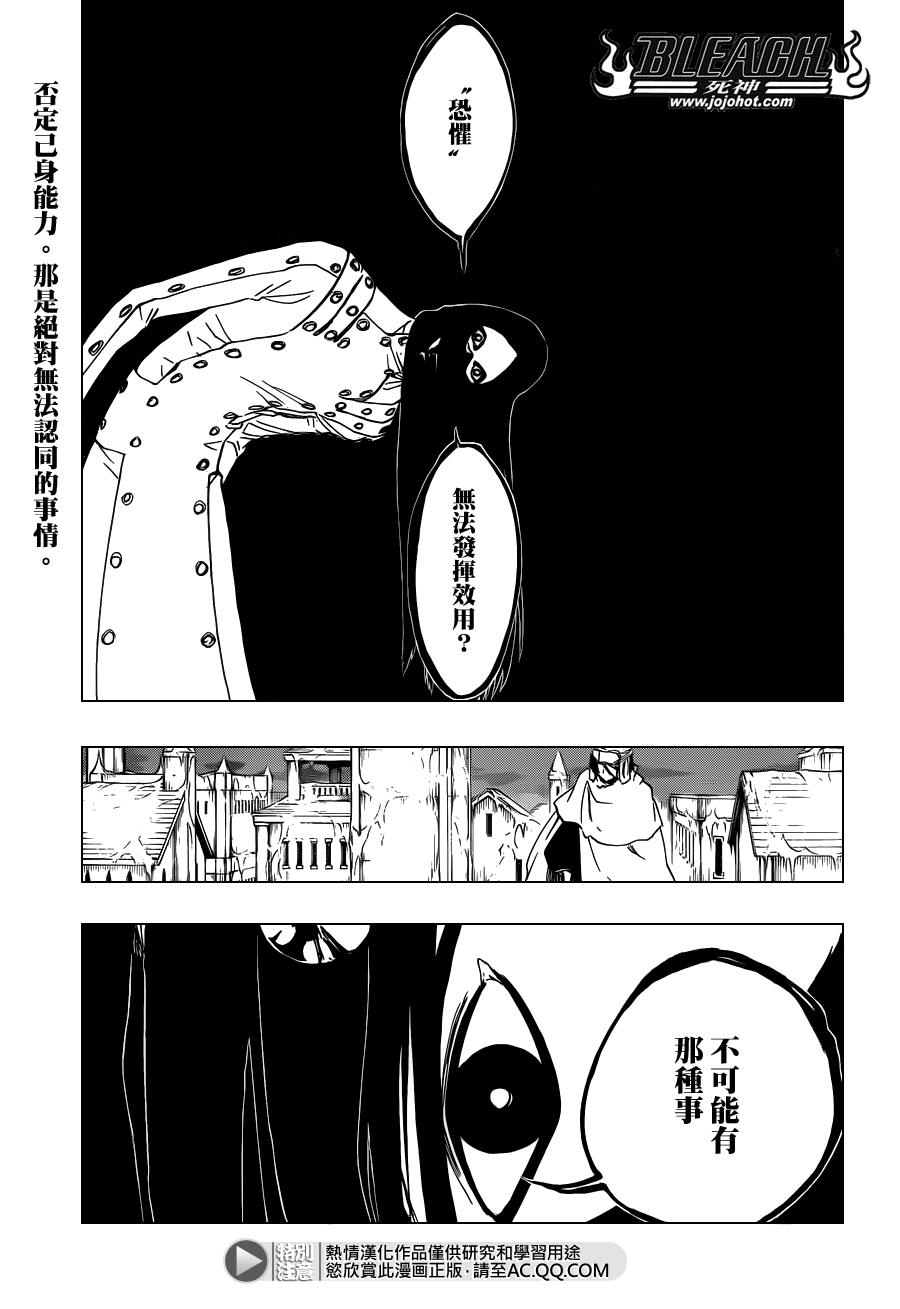 BLEACH
死神
www.jojohot.com
否定己身能力。那是絕對無法認同的事情。
〝恐懼〞
無法發揮效用？
不可能有
那種事
特別
注意
熱情漢化作品僅供研究和學習用途
慾欣賞此漫画正版，請至AC.QQ.COM